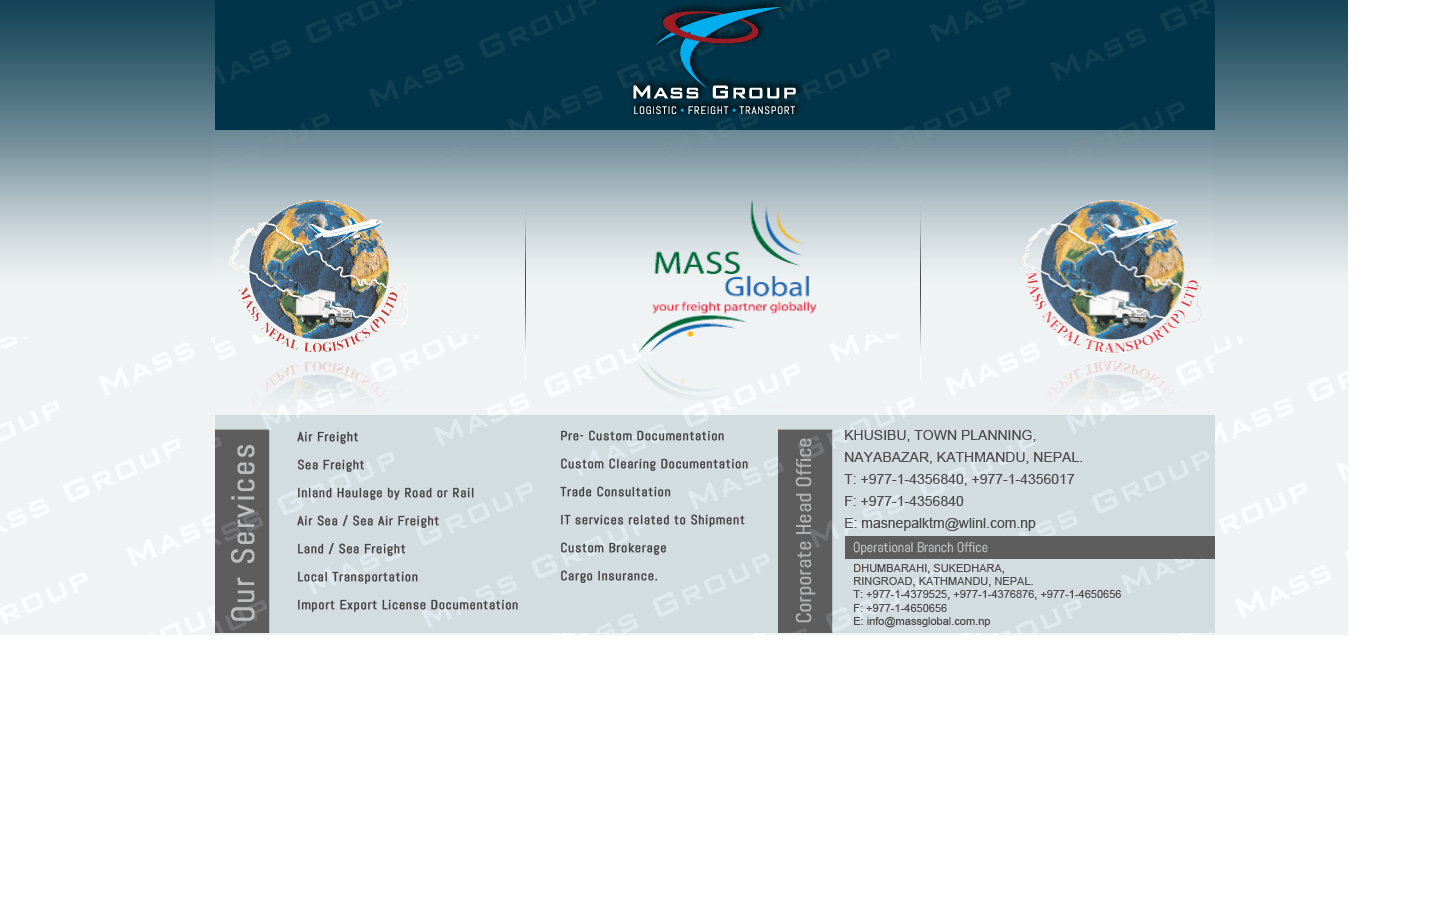 MASS GROUP
LOGISTIC • FREIGHT • TRANSPORT
MASS NEPAL LOGISTICS (P) LTD
MASS
Global
your freight partner globally
MASS NEPAL TRANSPORT(P) LTD
Our Services
Air Freight
Sea Freight
Inland Haulage by Road or Rail
Air Sea / Sea Air Freight
Land / Sea Freight
Local Transportation
Import Export License Documentation
Pre- Custom Documentation
Custom Clearing Documentation
Trade Consultation
IT services related to Shipment
Custom Brokerage
Cargo Insurance.
Corporate Head Office
KHUSIBU, TOWN PLANNING,
NAYABAZAR, KATHMANDU, NEPAL.
T: +977-1-4356840, +977-1-4356017
F: +977-1-4356840
E: masnepalktm@wlinl.com.np
Operational Branch Office
DHUMBARAHI, SUKEDHARA,
RINGROAD, KATHMANDU, NEPAL.
T: +977-1-4379525, +977-1-4376876, +977-1-4650656
F: +977-1-4650656
E: info@massglobal.com.np